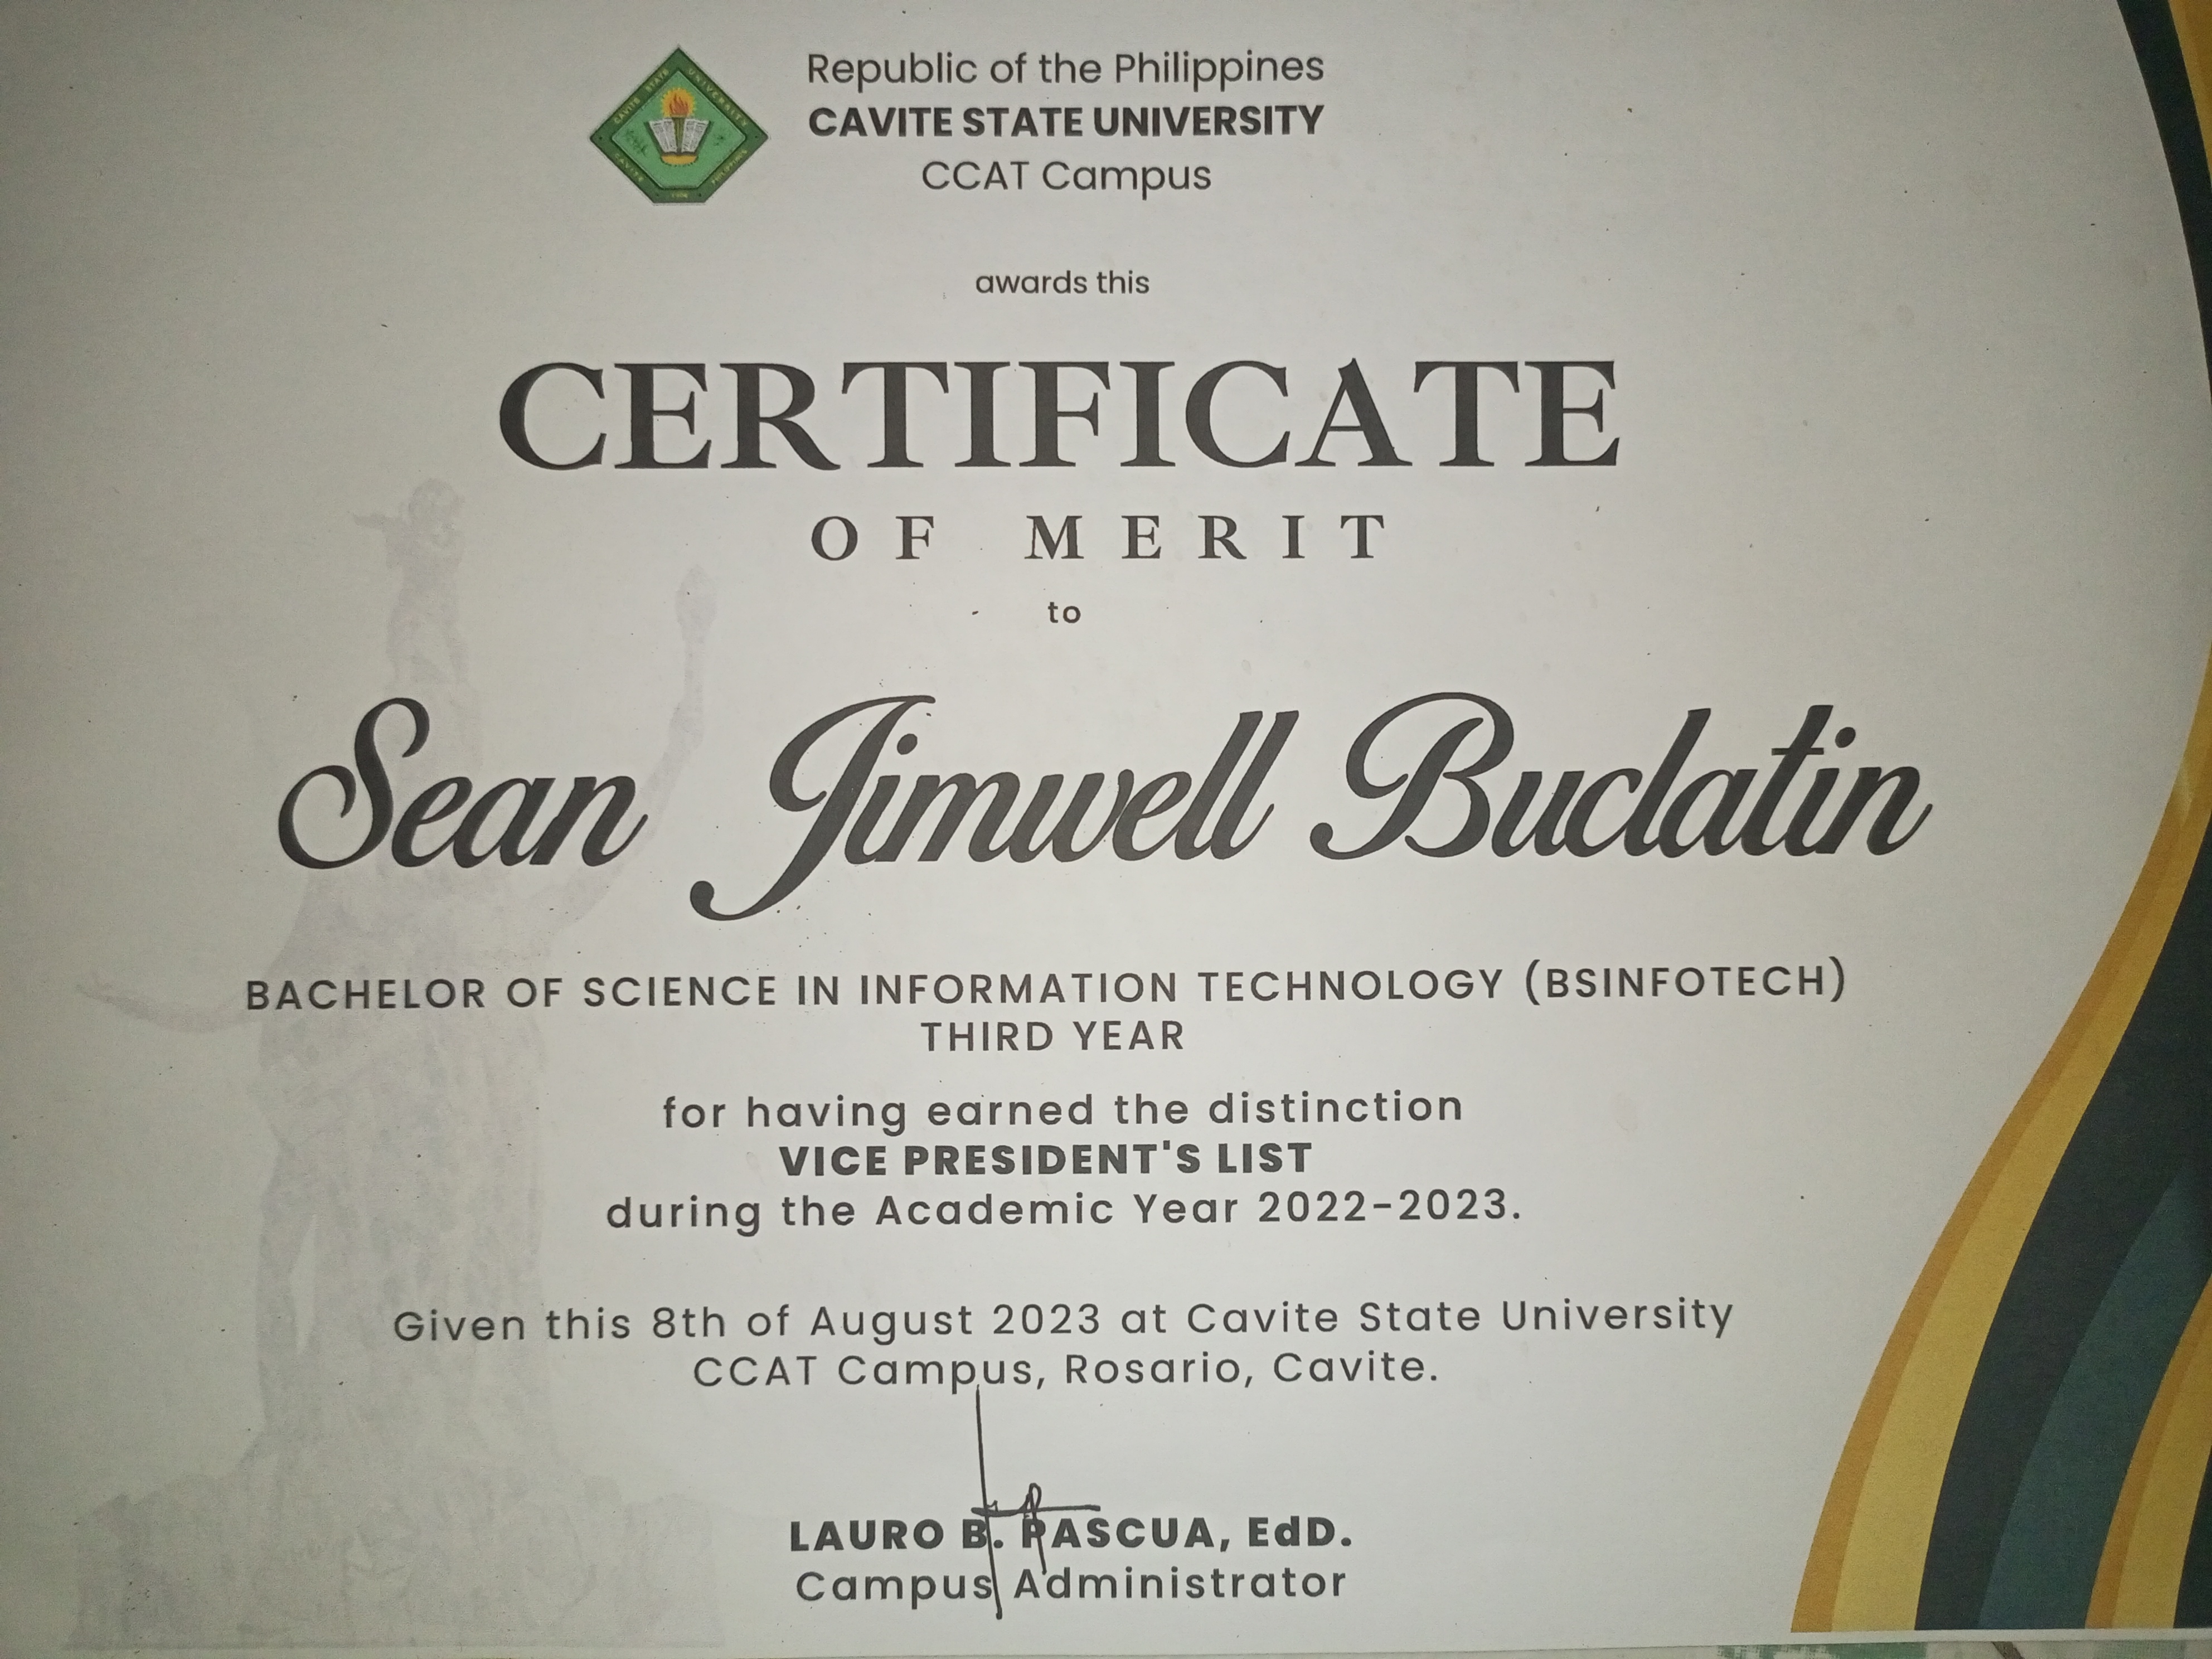 Republic of the Philippines
CAVITE STATE UNIVERSITY
CCAT Campus
CAVITE STATE UNIVERSITY
awards this
CERTIFICATE
OF MERIT
to
Sean Jimwell Buclatin
BACHELOR OF SCIENCE IN INFORMATION TECHNOLOGY (BSINFOTECH)
THIRD YEAR
for having earned the distinction
VICE PRESIDENT'S LIST
during the Academic Year 2022-2023.
Given this 8th of August 2023 at Cavite State University
CCAT Campus, Rosario, Cavite.
LAURO B. PASCUA, EdD.
Campus Administrator